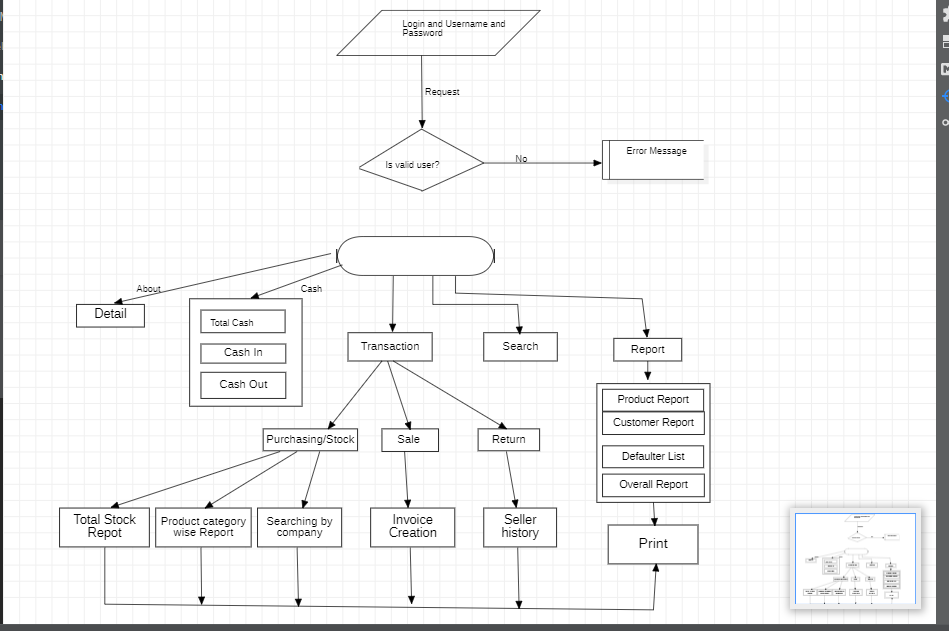 Login and Username and
Password
Request
Is valid user?
No
Error Message
About
Cash
Detail
Total Cash
Cash In
Cash Out
Transaction
Search
Report
Product Report
Customer Report
Defaulter List
Overall Report
Purchasing/Stock
Sale
Return
Total Stock
Repot
Product category
wise Report
Searching by
company
Invoice
Creation
Seller
history
Print